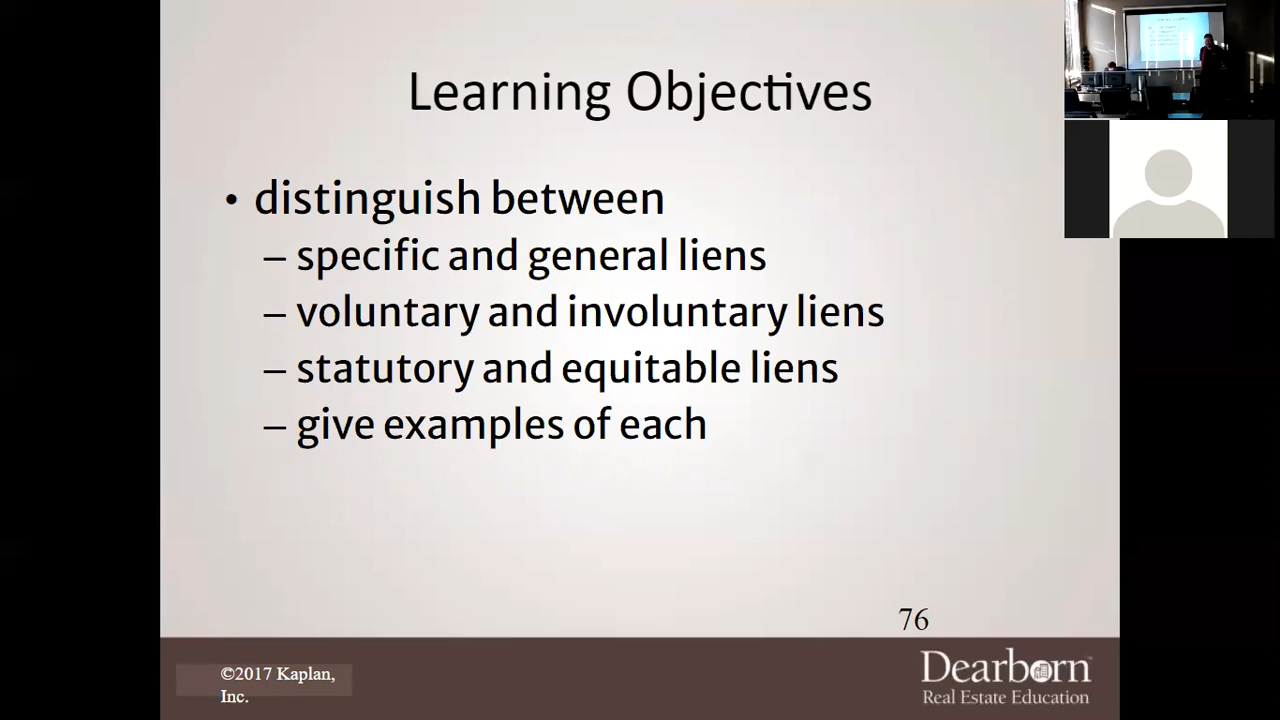 Learning Objectives
• distinguish between
– specific and general liens
– voluntary and involuntary liens
– statutory and equitable liens
– give examples of each
76
©2017 Kaplan,
Inc.
Dearborn™
Real Estate Education